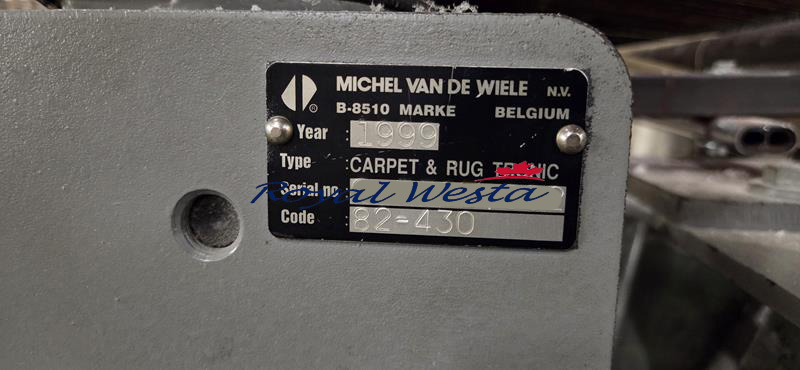 MICHEL VAN DE WIELE N.V.
B-8510 MARKE BELGIUM
Year : 1999
Type : CARPET & RUG
Serial no
Royal Westa
Code : 82-430
®